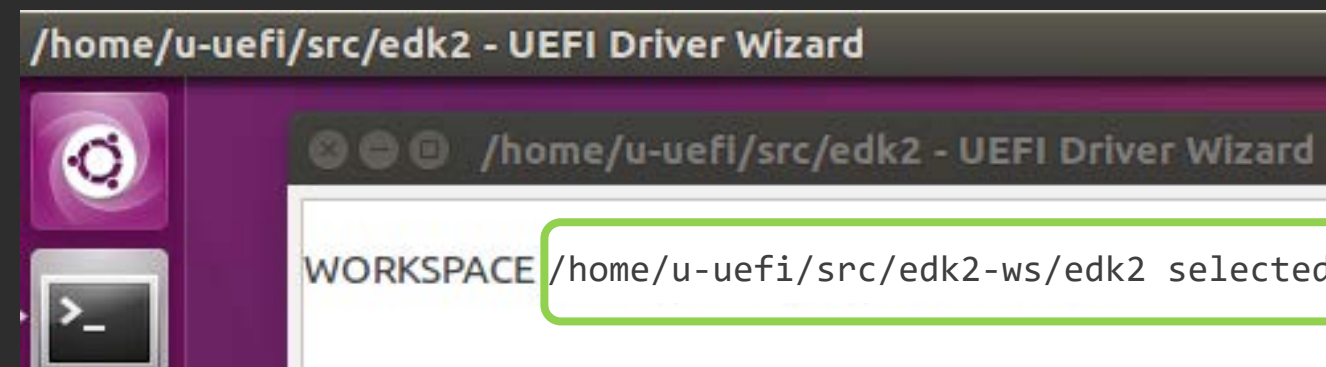 /home/u-uefi/src/edk2 - UEFI Driver Wizard
/home/u-uefi/src/edk2 - UEFI Driver Wizard
WORKSPACE /home/u-uefi/src/edk2-ws/edk2 selected
>_